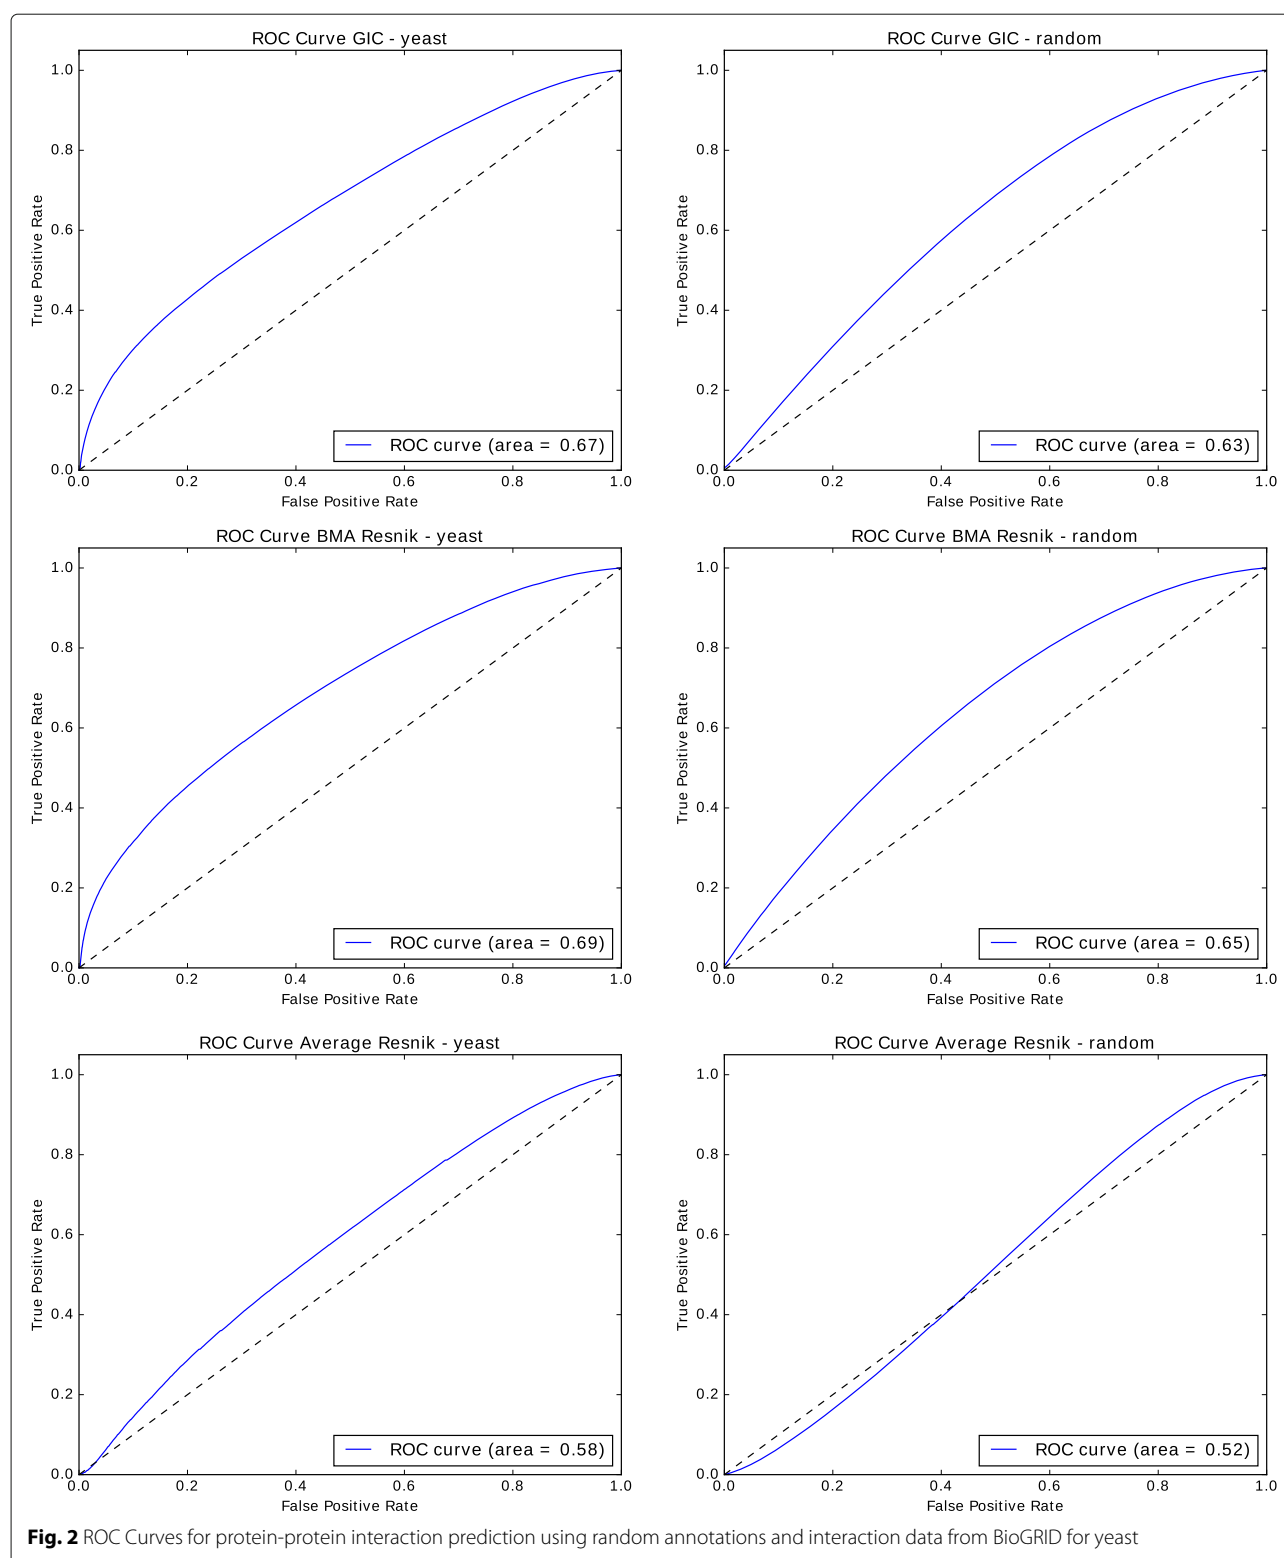 ROC Curve GIC - yeast
1.0
0.8
0.6
0.4
0.2
0.0
True Positive Rate
ROC curve (area = 0.67)
0.0 0.2 0.4 0.6 0.8 1.0
False Positive Rate
ROC Curve GIC - random
1.0
0.8
0.6
0.4
0.2
0.0
True Positive Rate
ROC curve (area = 0.63)
0.0 0.2 0.4 0.6 0.8 1.0
False Positive Rate
ROC Curve BMA Resnik - yeast
1.0
0.8
0.6
0.4
0.2
0.0
True Positive Rate
ROC curve (area = 0.69)
0.0 0.2 0.4 0.6 0.8 1.0
False Positive Rate
ROC Curve BMA Resnik - random
1.0
0.8
0.6
0.4
0.2
0.0
True Positive Rate
ROC curve (area = 0.65)
0.0 0.2 0.4 0.6 0.8 1.0
False Positive Rate
ROC Curve Average Resnik - yeast
1.0
0.8
0.6
0.4
0.2
0.0
True Positive Rate
ROC curve (area = 0.58)
0.0 0.2 0.4 0.6 0.8 1.0
False Positive Rate
ROC Curve Average Resnik - random
1.0
0.8
0.6
0.4
0.2
0.0
True Positive Rate
ROC curve (area = 0.52)
0.0 0.2 0.4 0.6 0.8 1.0
False Positive Rate
Fig. 2 ROC Curves for protein-protein interaction prediction using random annotations and interaction data from BioGRID for yeast